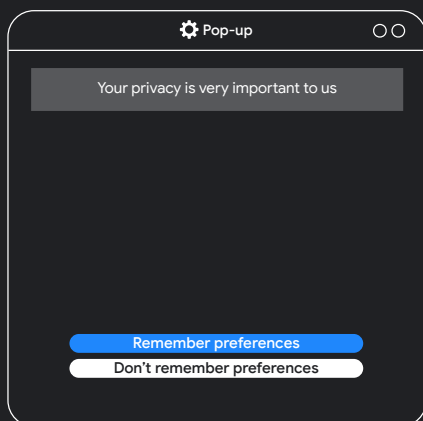 Pop-up
Your privacy is very important to us
Remember preferences
Don't remember preferences